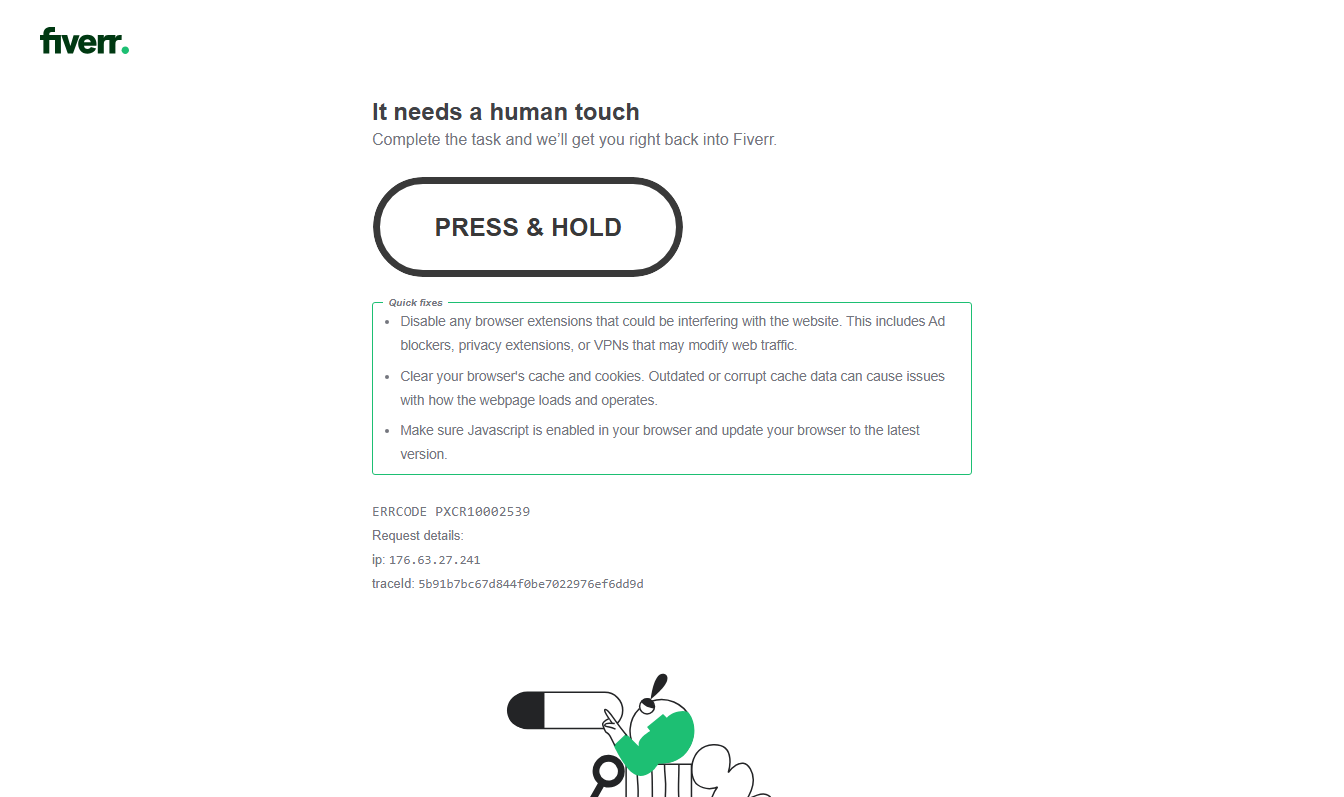 fiverr.
It needs a human touch
Complete the task and we’ll get you right back into Fiverr.
PRESS & HOLD
Quick fixes
• Disable any browser extensions that could be interfering with the website. This includes Ad
blockers, privacy extensions, or VPNs that may modify web traffic.
• Clear your browser's cache and cookies. Outdated or corrupt cache data can cause issues
with how the webpage loads and operates.
• Make sure Javascript is enabled in your browser and update your browser to the latest
version.
ERRCODE PXCR10002539
Request details:
ip: 176.63.27.241
traceId: 5b91b7bc67d844f0be7022976ef6dd9d